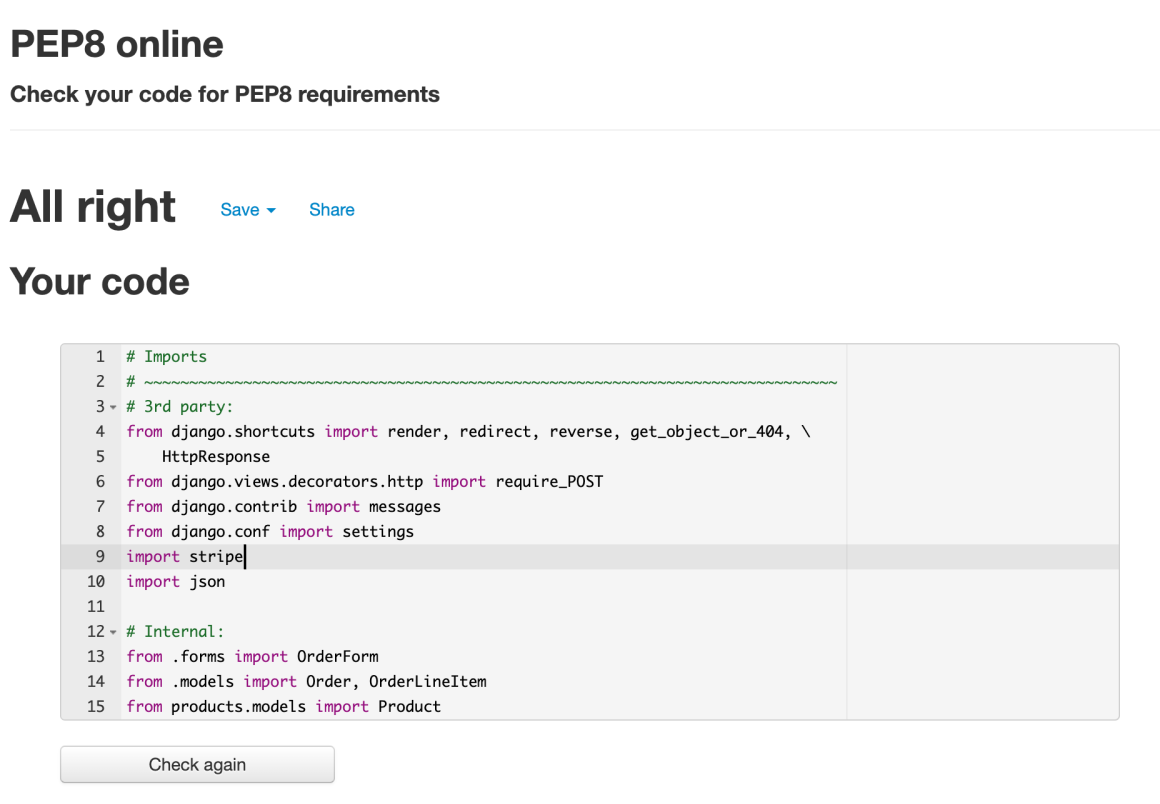 PEP8 online
Check your code for PEP8 requirements
All right Save Share
Your code
1 # Imports
2 # ~~~~~~~~~~~~~~~~~~~~~~~~~~~~~~~~~~~~~~~~~~~~~~~~~~~~~~~~~~~~~~~~~~~~~~~~~~~~~
3 # 3rd party:
4 from django.shortcuts import render, redirect, reverse, get_object_or_404, \
5     HttpResponse
6 from django.views.decorators.http import require_POST
7 from django.contrib import messages
8 from django.conf import settings
9 import stripe
10 import json
11
12 # Internal:
13 from .forms import OrderForm
14 from .models import Order, OrderLineItem
15 from products.models import Product
Check again